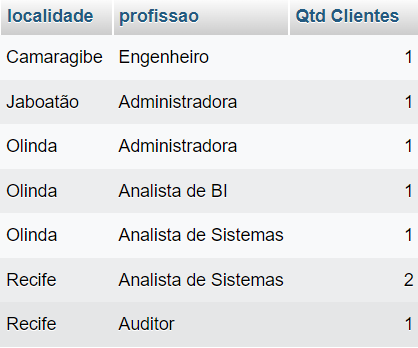 localidade profissao Qtd Clientes
Camaragibe Engenheiro 1
Jaboatão Administradora 1
Olinda Administradora 1
Olinda Analista de BI 1
Olinda Analista de Sistemas 1
Recife Analista de Sistemas 2
Recife Auditor 1